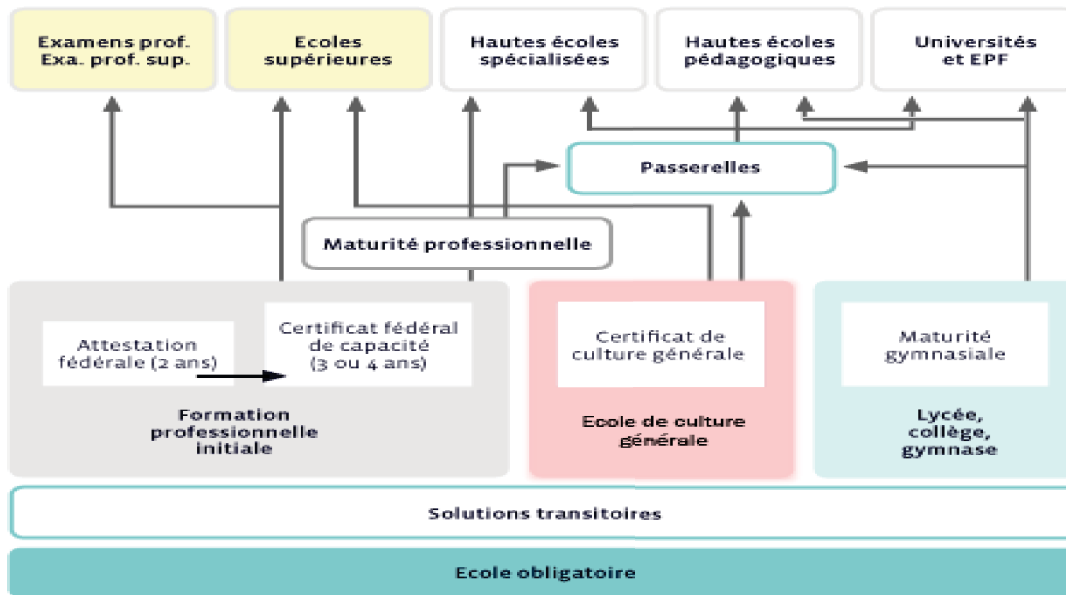 Examens prof.
Exa. prof. sup.
Ecoles
supérieures
Hautes écoles
spécialisées
Hautes écoles
pédagogiques
Universités
et EPF
Passerelles
Maturité professionnelle
Attestation
fédérale (2 ans)
Certificat fédéral
de capacité
(3 ou 4 ans)
Formation
professionnelle
initiale
Certificat de
culture générale
Ecole de culture
générale
Maturité
gymnasiale
Lycée,
collège,
gymnase
Solutions transitoires
Ecole obligatoire